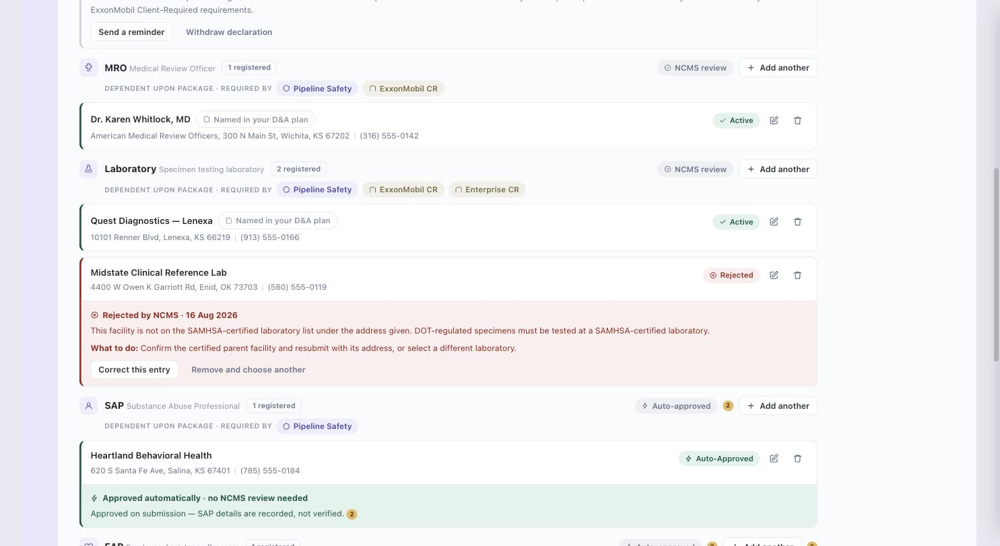 ExxonMobil Client-Required requirements.
Send a reminder Withdraw declaration
MRO Medical Review Officer 1 registered NCMS review + Add another
DEPENDENT UPON PACKAGE · REQUIRED BY Pipeline Safety ExxonMobil CR
Dr. Karen Whitlock, MD Named in your D&A plan Active
American Medical Review Officers, 300 N Main St, Wichita, KS 67202 | (316) 555-0142
Laboratory Specimen testing laboratory 2 registered NCMS review + Add another
DEPENDENT UPON PACKAGE · REQUIRED BY Pipeline Safety ExxonMobil CR Enterprise CR
Quest Diagnostics — Lenexa Named in your D&A plan Active
10101 Renner Blvd, Lenexa, KS 66219 | (913) 555-0166
Midstate Clinical Reference Lab Rejected
4400 W Owen K Garriott Rd, Enid, OK 73703 | (580) 555-0119
Rejected by NCMS · 16 Aug 2026
This facility is not on the SAMHSA-certified laboratory list under the address given. DOT-regulated specimens must be tested at a SAMHSA-certified laboratory.
What to do: Confirm the certified parent facility and resubmit with its address, or select a different laboratory.
Correct this entry Remove and choose another
SAP Substance Abuse Professional 1 registered Auto-approved 2 + Add another
DEPENDENT UPON PACKAGE · REQUIRED BY Pipeline Safety
Heartland Behavioral Health Auto-Approved
620 S Santa Fe Ave, Salina, KS 67401 | (785) 555-0184
Approved automatically · no NCMS review needed
Approved on submission — SAP details are recorded, not verified. 2
EAP Employee Assistance Program 1 registered Auto-approved + Add another